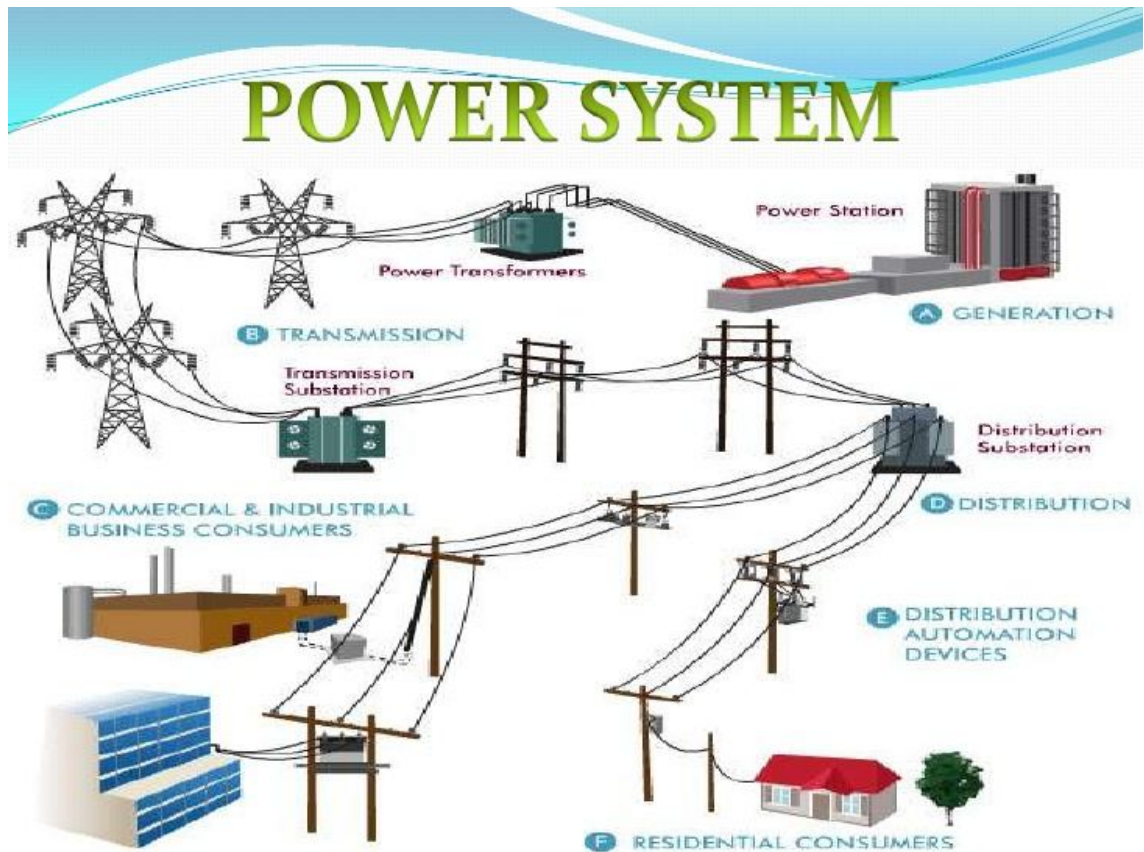 POWER SYSTEM
Power Station
Power Transformers
A GENERATION
B TRANSMISSION
Transmission
Substation
Distribution
Substation
C COMMERCIAL & INDUSTRIAL
BUSINESS CONSUMERS
D DISTRIBUTION
E DISTRIBUTION
AUTOMATION
DEVICES
F RESIDENTIAL CONSUMERS